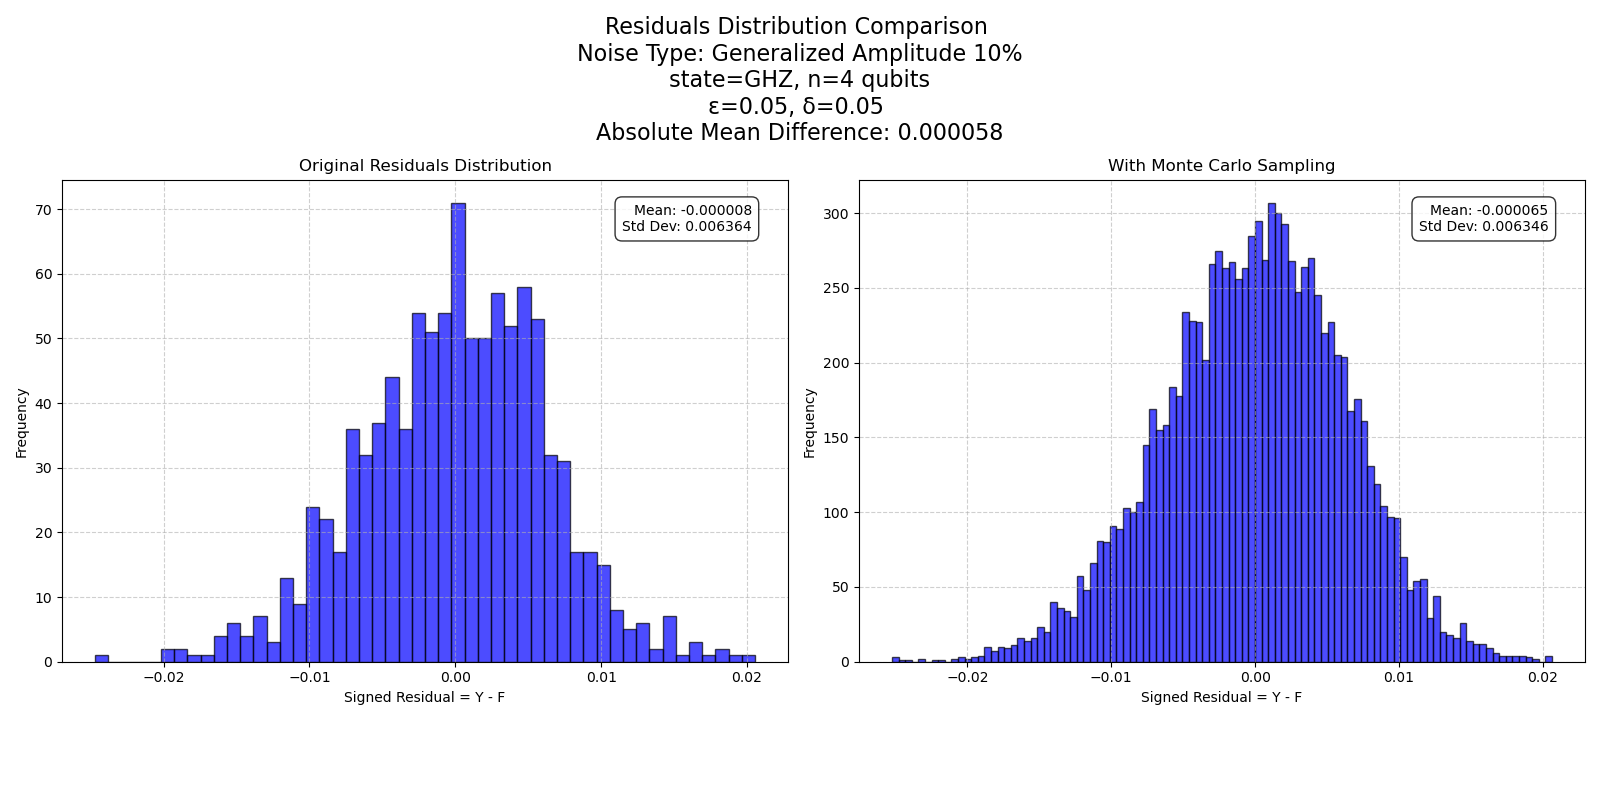 Residuals Distribution Comparison
Noise Type: Generalized Amplitude 10%
state=GHZ, n=4 qubits
ε=0.05, δ=0.05
Absolute Mean Difference: 0.000058
Original Residuals Distribution
Mean: -0.000008
Std Dev: 0.006364
70
60
50
40
30
20
10
0
Frequency
−0.02 −0.01 0.00 0.01 0.02
Signed Residual = Y - F
With Monte Carlo Sampling
Mean: -0.000065
Std Dev: 0.006346
300
250
200
150
100
50
0
Frequency
−0.02 −0.01 0.00 0.01 0.02
Signed Residual = Y - F